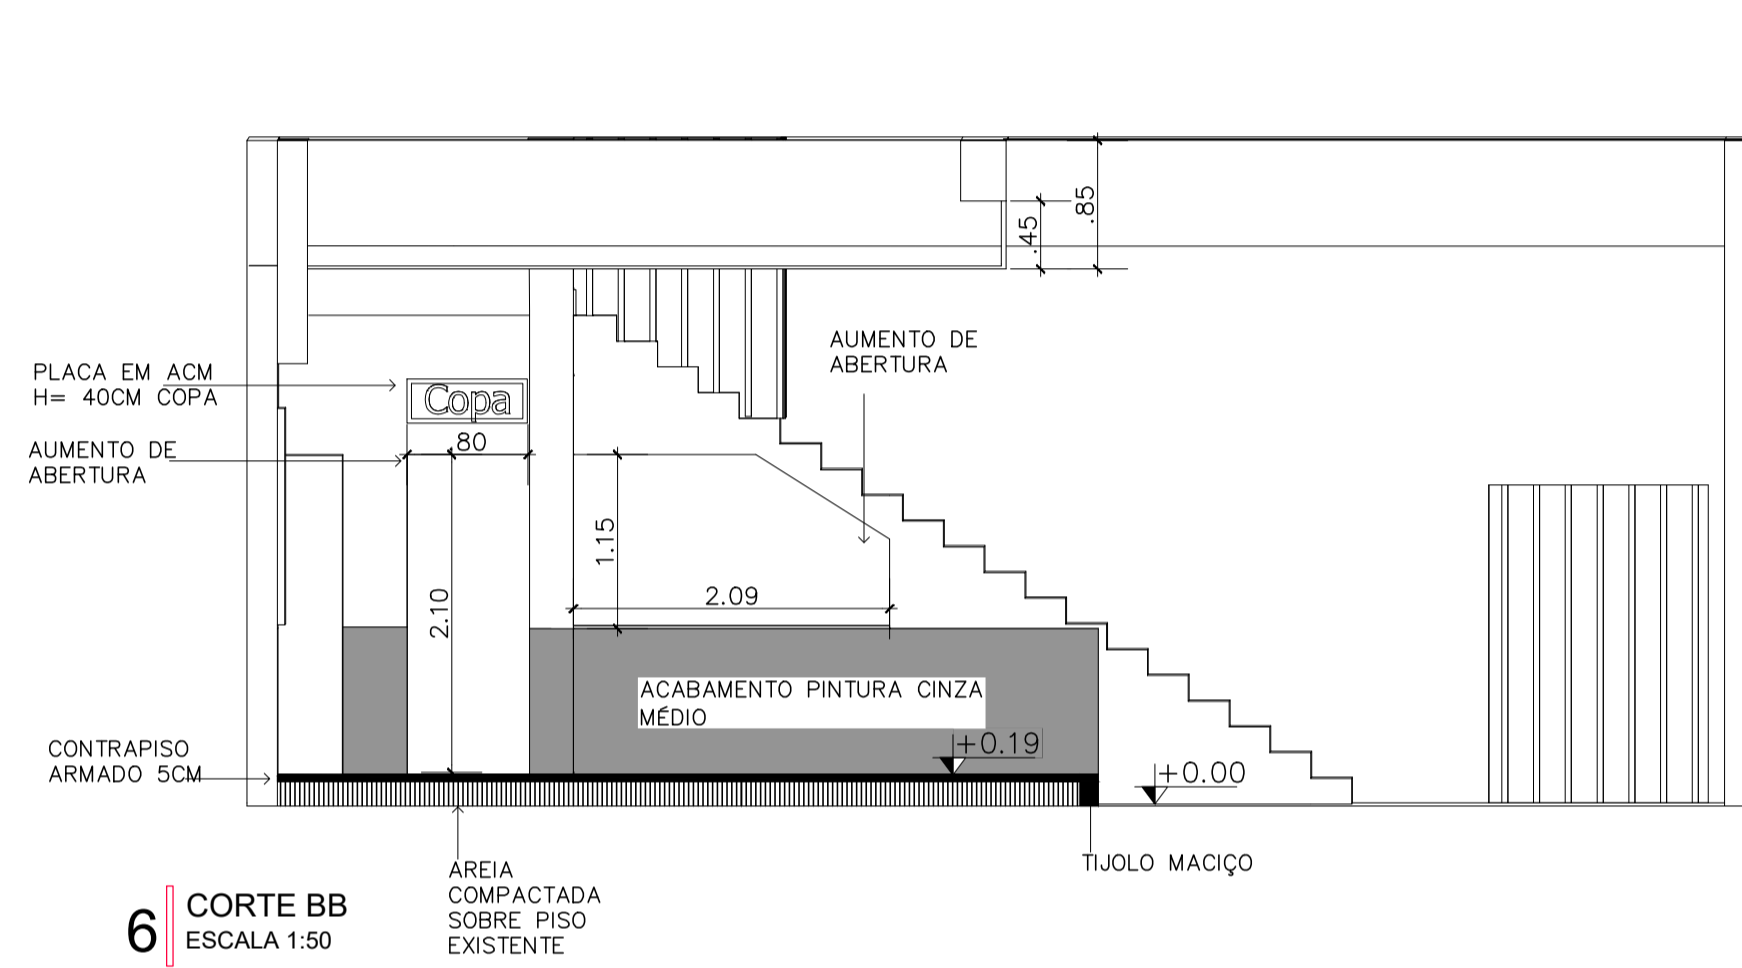 .85
.45
AUMENTO DE
ABERTURA
PLACA EM ACM
H= 40CM COPA
Copa
.80
AUMENTO DE
ABERTURA
1.15
2.10
2.09
ACABAMENTO PINTURA CINZA
MÉDIO
+0.19
CONTRAPISO
ARMADO 5CM
+0.00
TIJOLO MACIÇO
AREIA
COMPACTADA
SOBRE PISO
EXISTENTE
6
CORTE BB
ESCALA 1:50